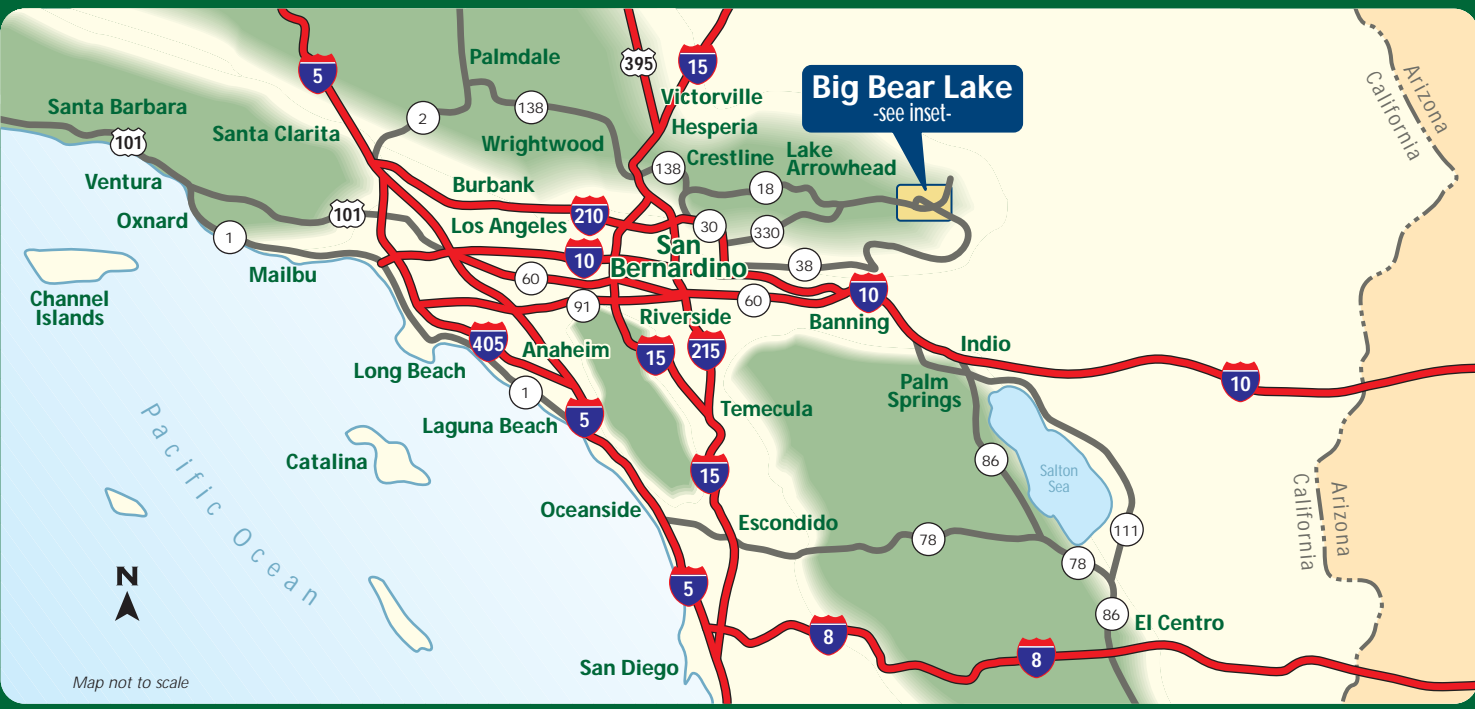 5
Palmdale
395
15
Victorville
Hesperia
Big Bear Lake
-see inset-
Arizona
California
Santa Barbara
101
Santa Clarita
2
138
Wrightwood
138
Crestline
Lake
Arrowhead
18
Ventura
Oxnard
101
1
Mailbu
Burbank
210
Los Angeles
10
30
330
38
San
Bernardino
60
91
60
10
Banning
Riverside
Channel
Islands
405
Anaheim
15
215
Long Beach
1
Laguna Beach
5
Indio
10
Palm
Springs
Temecula
86
Salton
Sea
Pacific Ocean
Catalina
15
Oceanside
Escondido
78
111
78
California
Arizona
N
5
86
El Centro
8
8
San Diego
Map not to scale